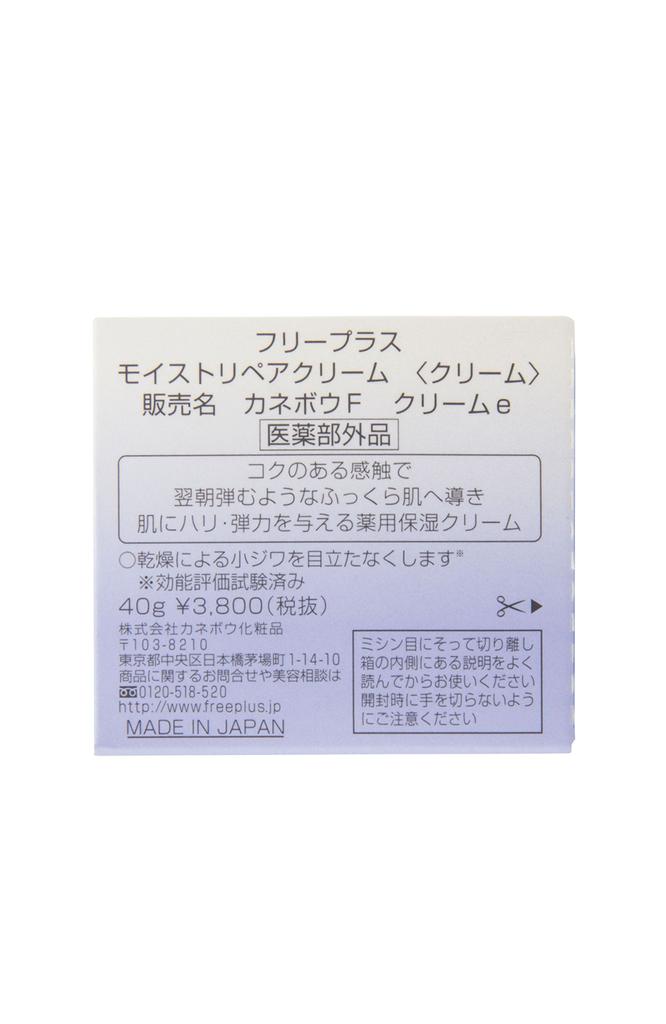 フリープラス
モイストリペアクリーム 〈クリーム〉
販売名 カネボウF クリームe
医薬部外品
コクのある感触で
翌朝弾むようなふっくら肌へ導き
肌にハリ・弾力を与える薬用保湿クリーム
○乾燥による小ジワを目立たなくします※
※効能評価試験済み
40g ¥3,800(税抜)
株式会社カネボウ化粧品
〒103-8210
東京都中央区日本橋茅場町1-14-10
商品に関するお問合せや美容相談は
0120-518-520
http://www.freeplus.jp
MADE IN JAPAN
ミシン目にそって切り離し
箱の内側にある説明をよく
読んでからお使いください
開封時に手を切らないよう
にご注意ください